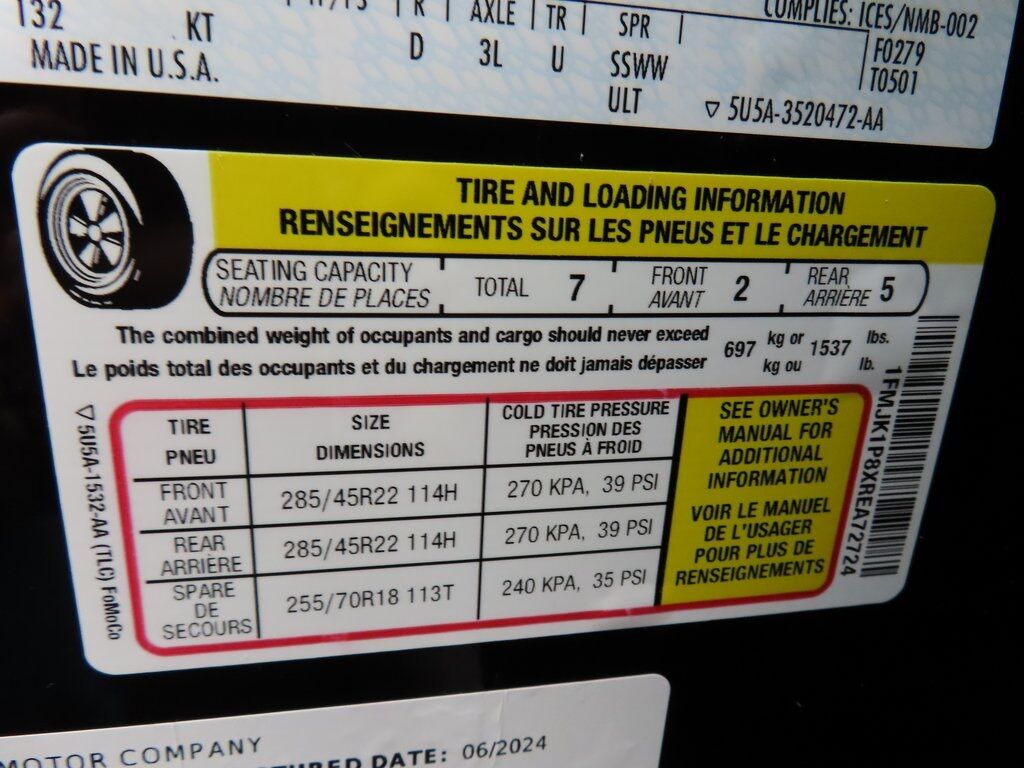 132 KT
R | AXLE | TR | SPR
D 3L U SSWW
ULT
COMPLIES: ICES/NMB-002
F0279
T0501
MADE IN U.S.A.
▽ 5U5A-3520472-AA
TIRE AND LOADING INFORMATION
RENSEIGNEMENTS SUR LES PNEUS ET LE CHARGEMENT
SEATING CAPACITY
NOMBRE DE PLACES
TOTAL 7
FRONT
AVANT 2
REAR
ARRIÈRE 5
The combined weight of occupants and cargo should never exceed
Le poids total des occupants et du chargement ne doit jamais dépasser
697 kg or 1537 lbs.
kg ou lb.
TIRE
PNEU
SIZE
DIMENSIONS
COLD TIRE PRESSURE
PRESSION DES
PNEUS À FROID
FRONT
AVANT
285/45R22 114H
270 KPA, 39 PSI
REAR
ARRIÈRE
285/45R22 114H
270 KPA, 39 PSI
SPARE
DE
SECOURS
255/70R18 113T
240 KPA, 35 PSI
SEE OWNER'S
MANUAL FOR
ADDITIONAL
INFORMATION
VOIR LE MANUEL
DE L'USAGER
POUR PLUS DE
RENSEIGNEMENTS
1FMJK1P8XREA72724
▽ 5U5A-1532-AA (TLC) FoMoCo
MOTOR COMPANY
DATE: 06/2024